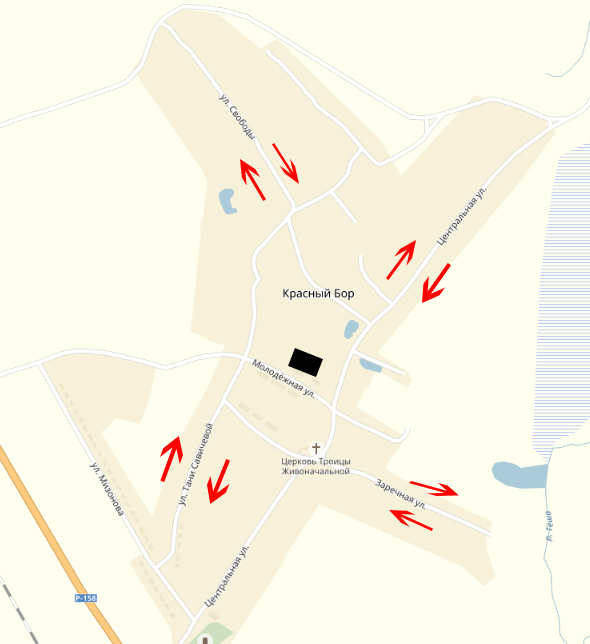 ул. Свободы
Центральная ул.
Красный Бор
Молодёжная ул.
ул. Тани Савичевой
Церковь Троицы
Живоначальной
ул. Мизонова
Заречная ул.
р. Тёша
Центральная ул.
Р-158